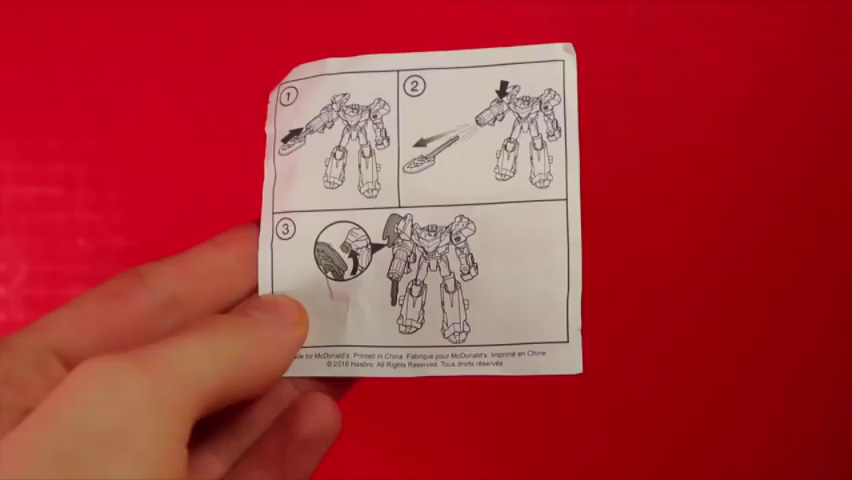 1
2
3
ade for McDonald's. Printed in China. Fabriqué pour McDonald's. Imprimé en Chine
© 2016 Hasbro. All Rights Reserved. Tous droits réservés